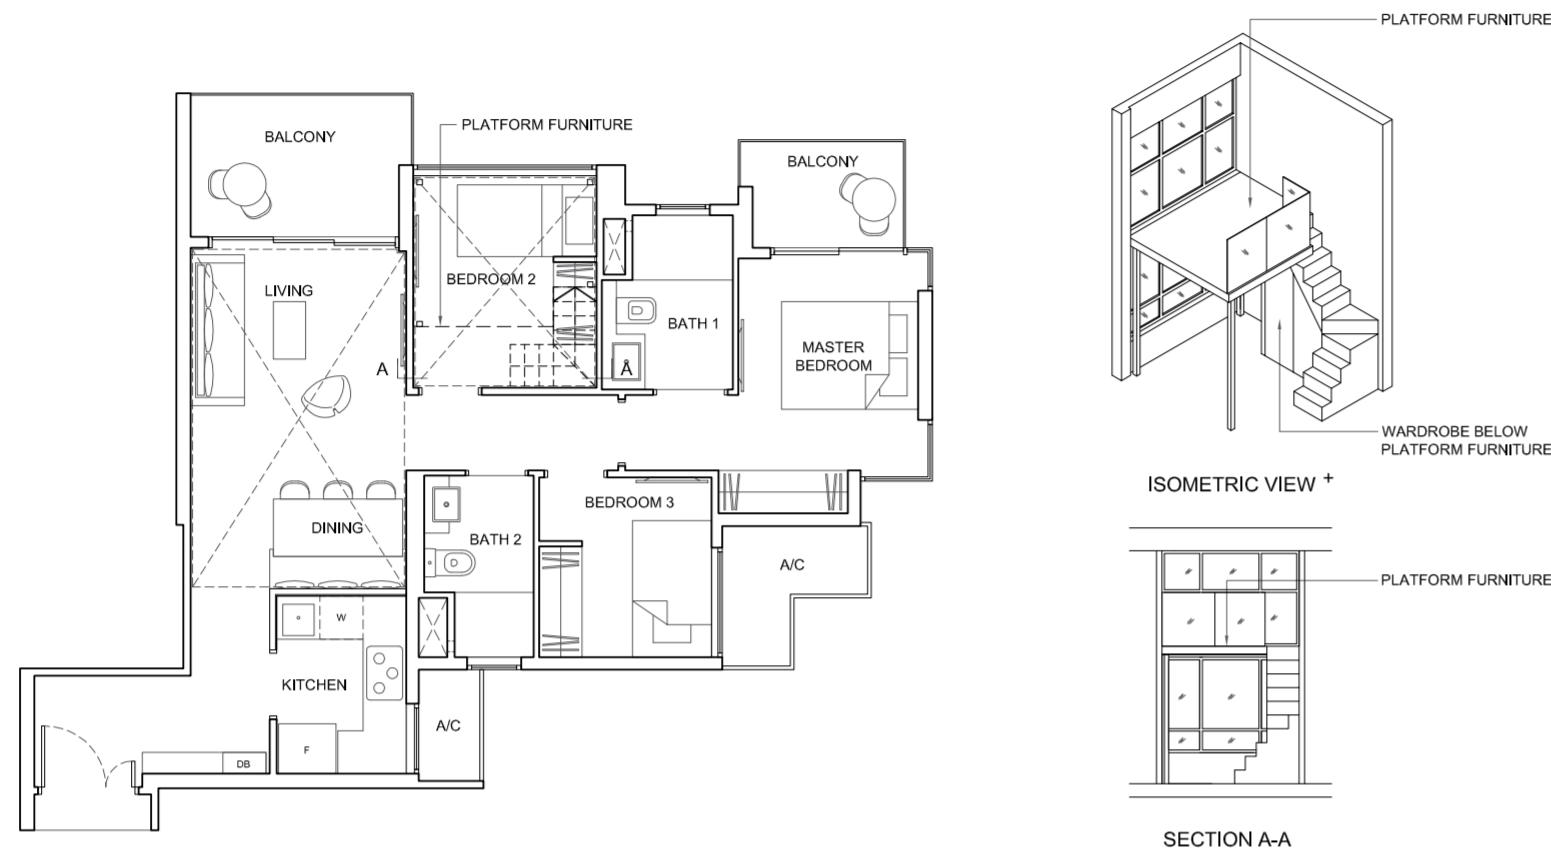 PLATFORM FURNITURE
BALCONY
PLATFORM FURNITURE
BALCONY
BEDROOM 2
LIVING
BATH 1
MASTER
BEDROOM
A
A
WARDROBE BELOW
PLATFORM FURNITURE
ISOMETRIC VIEW +
BEDROOM 3
DINING
BATH 2
A/C
PLATFORM FURNITURE
W
KITCHEN
A/C
F
DB
SECTION A-A